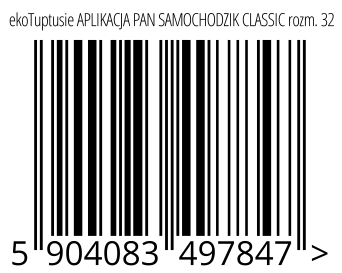 ekoTuptusie APLIKACJA PAN SAMOCHODZIK CLASSIC rozm. 32
5 904083 497847 >